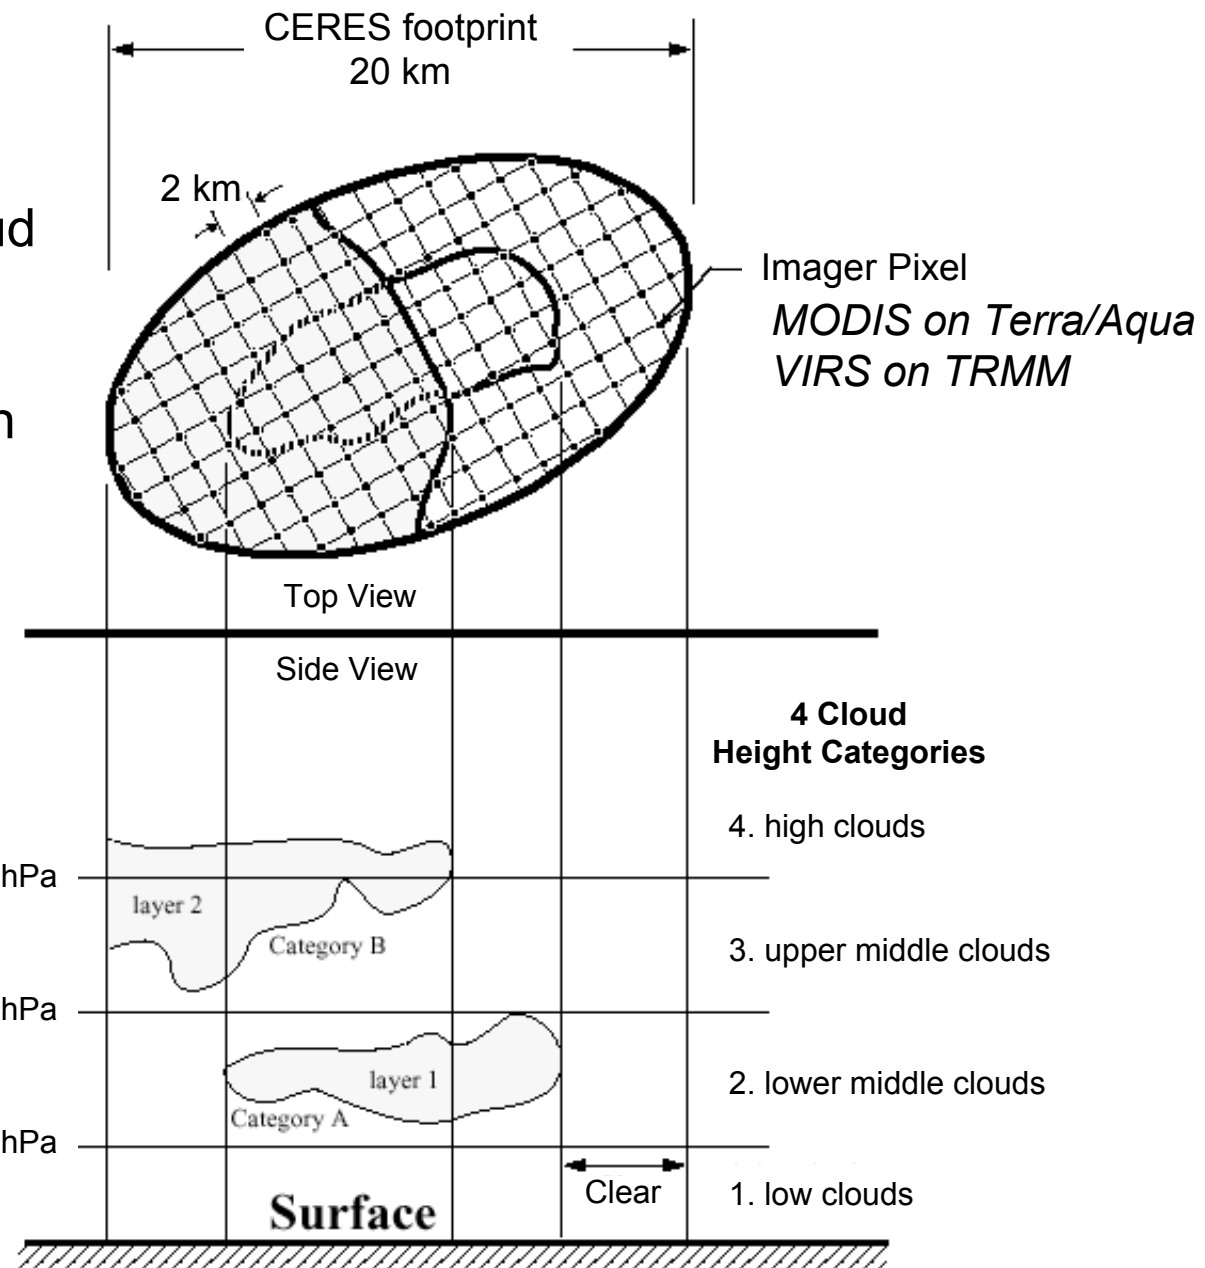 CERES footprint
20 km
2 km
Imager Pixel
MODIS on Terra/Aqua
VIRS on TRMM
Top View
Side View
4 Cloud
Height Categories
4. high clouds
hPa
layer 2
Category B
3. upper middle clouds
hPa
layer 1
2. lower middle clouds
Category A
hPa
Clear
1. low clouds
Surface